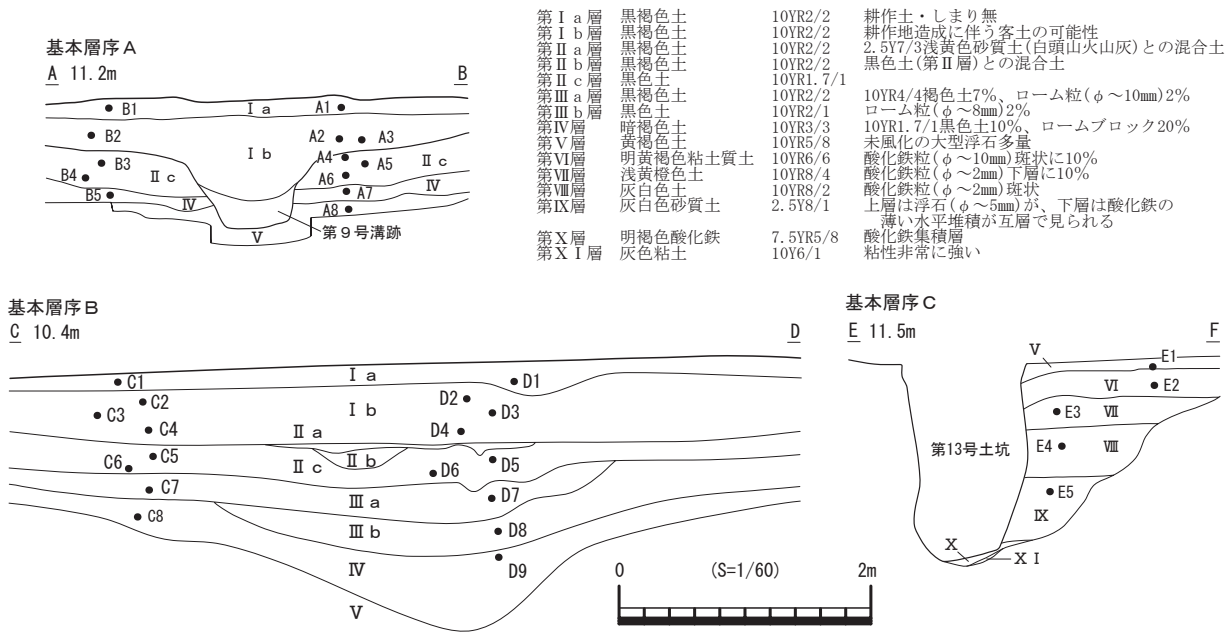 基本層序A
A 11.2m B
B1 Ⅰa A1
B2 Ⅰb A2 A3
B3 A4 A5 Ⅱc
B4 Ⅱc A6 Ⅳ
B5 Ⅳ A7
A8
第9号溝跡
Ⅴ
第Ⅰa層 黒褐色土 10YR2/2 耕作土・しまり無
第Ⅰb層 黒褐色土 10YR2/2 耕作地造成に伴う客土の可能性
第Ⅱa層 黒褐色土 10YR2/2 2.5Y7/3浅黄色砂質土(白頭山火山灰)との混合土
第Ⅱb層 黒褐色土 10YR2/2 黒色土(第Ⅱ層)との混合土
第Ⅱc層 黒色土 10YR1.7/1
第Ⅲa層 黒褐色土 10YR2/2 10YR4/4褐色土7%、ローム粒(φ～10mm)2%
第Ⅲb層 黒色土 10YR2/1 ローム粒(φ～8mm)2%
第Ⅳ層 暗褐色土 10YR3/3 10YR1.7/1黒色土10%、ロームブロック20%
第Ⅴ層 黄褐色土 10YR5/8 未風化の大型浮石多量
第Ⅵ層 明黄褐色粘土質土 10YR6/6 酸化鉄粒(φ～10mm)斑状に10%
第Ⅶ層 浅黄橙色土 10YR8/4 酸化鉄粒(φ～2mm)下層に10%
第Ⅷ層 灰白色土 10YR8/2 酸化鉄粒(φ～2mm)斑状
第Ⅸ層 灰白色砂質土 2.5Y8/1 上層は浮石(φ～5mm)が、下層は酸化鉄の
薄い水平堆積が互層で見られる
第Ⅹ層 明褐色酸化鉄 7.5YR5/8 酸化鉄集積層
第ⅩⅠ層 灰色粘土 10Y6/1 粘性非常に強い
基本層序B
C 10.4m D
C1 Ⅰa D1
C2 D2
C3 Ⅰb D3
C4 Ⅱa D4
C5 Ⅱb D5
C6 Ⅱc D6
C7 Ⅲa D7
C8 Ⅲb D8
Ⅳ D9
Ⅴ
0 (S=1/60) 2m
基本層序C
E 11.5m F
Ⅴ E1
Ⅵ E2
E3 Ⅶ
第13号土坑 E4 Ⅷ
E5
Ⅸ
Ⅹ ⅩⅠ